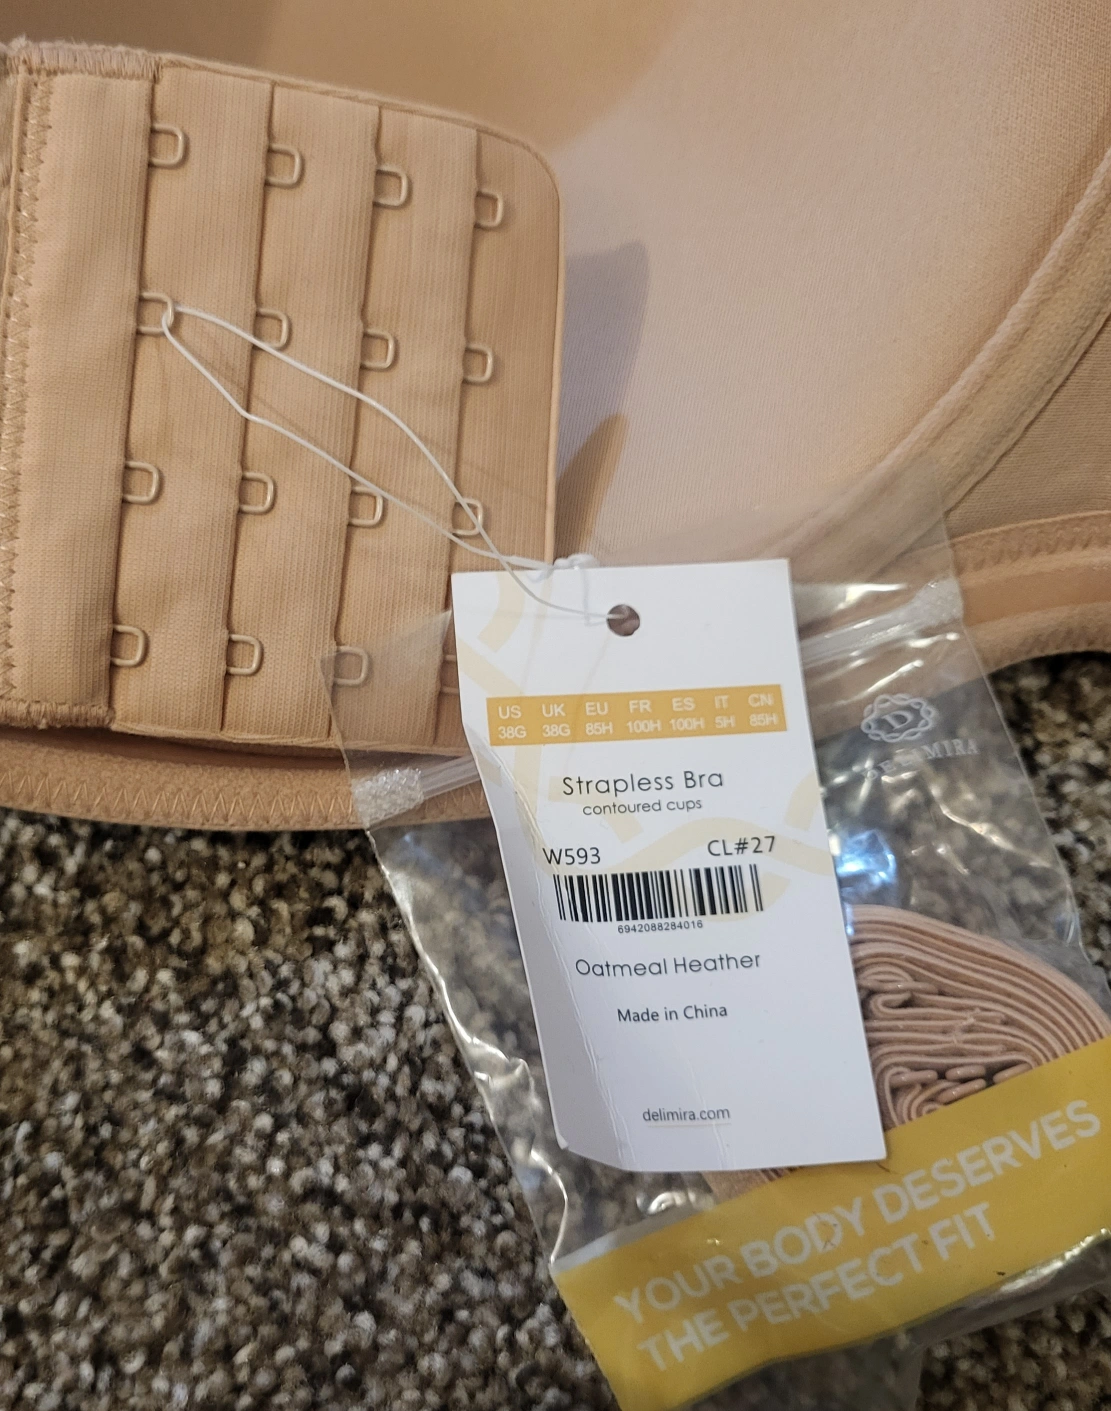 US UK EU FR ES IT CN
38G 38G 85H 100H 100H 5H 85H
Strapless Bra
contoured cups
W593 CL#27
6942088284016
Oatmeal Heather
Made in China
delimira.com
D
DELIMIRA
YOUR BODY DESERVES
THE PERFECT FIT